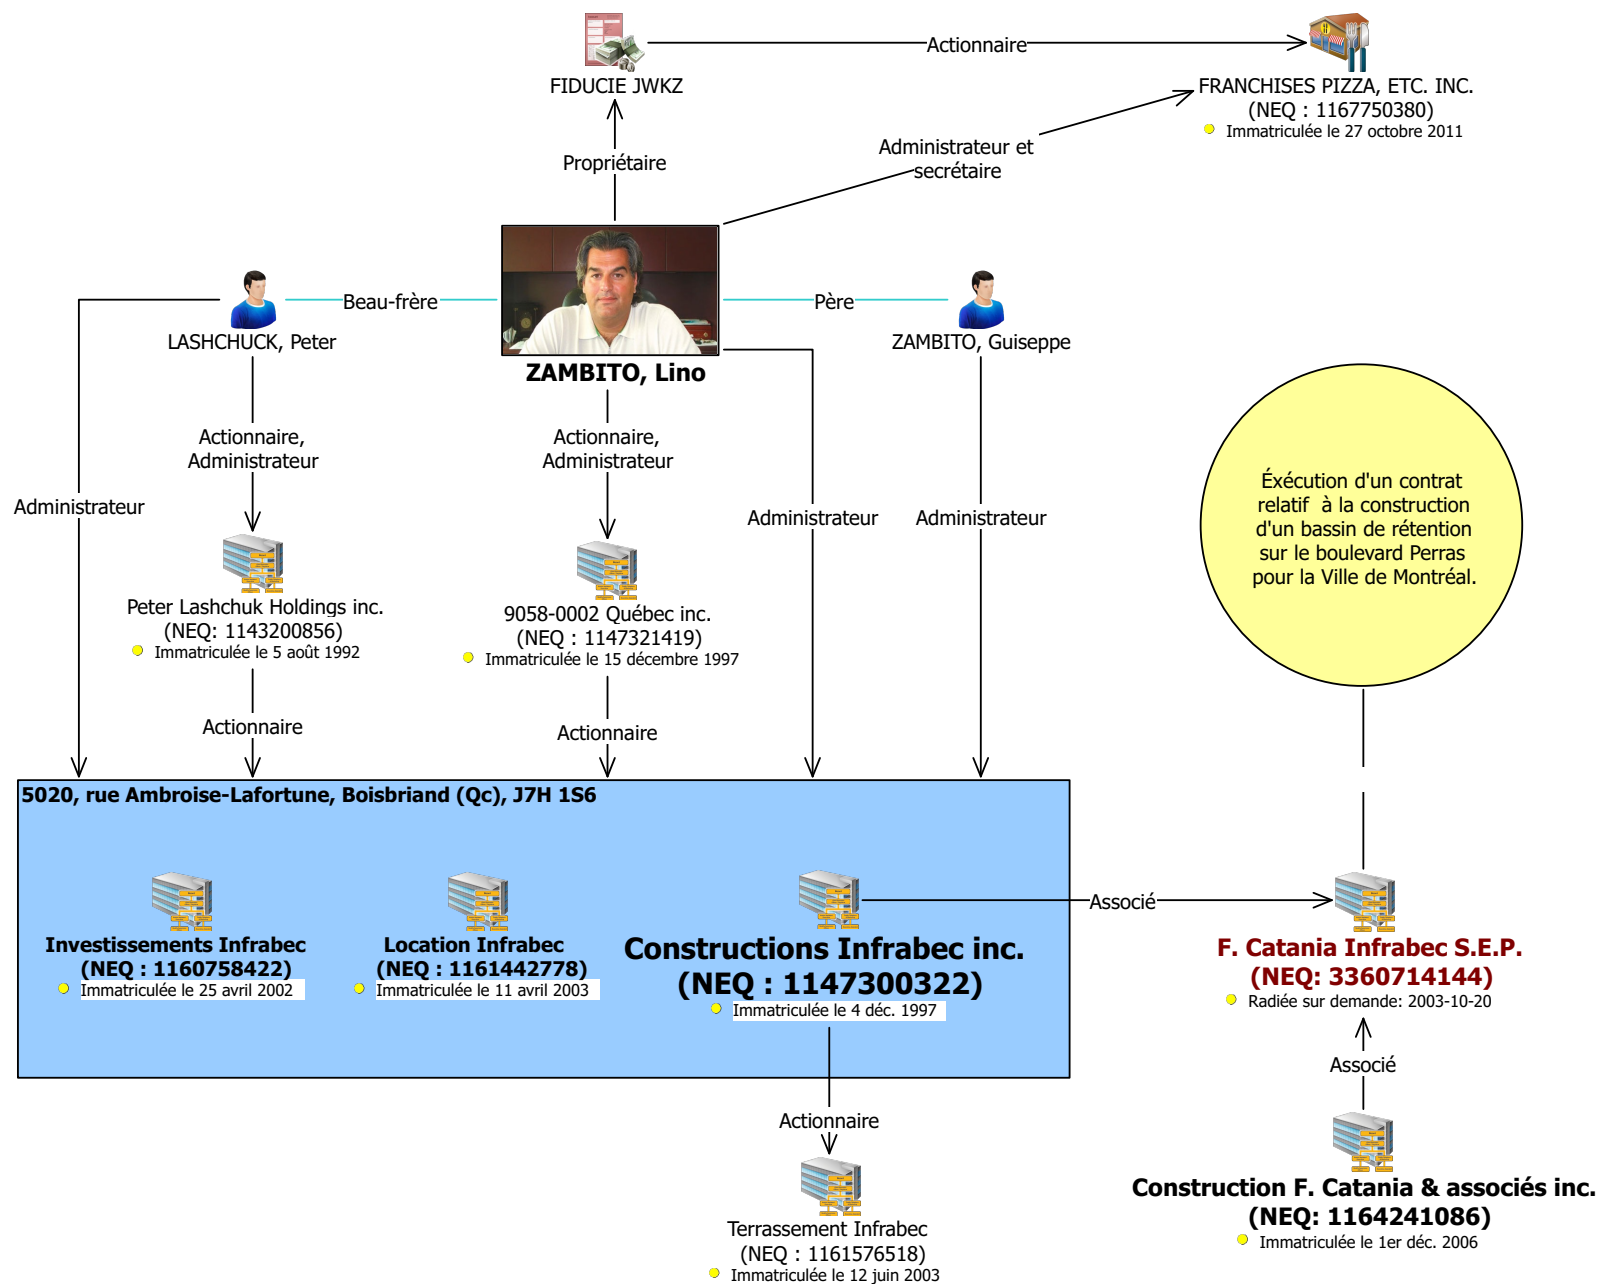 Actionnaire
FIDUCIE JWKZ
FRANCHISES PIZZA, ETC. INC.
(NEQ : 1167750380)
Immatriculée le 27 octobre 2011
Propriétaire
Administrateur et
secrétaire
Beau-frère
Père
LASHCHUCK, Peter
ZAMBITO, Lino
ZAMBITO, Guiseppe
Actionnaire,
Administrateur
Actionnaire,
Administrateur
Administrateur
Administrateur
Administrateur
Éxécution d'un contrat
relatif à la construction
d'un bassin de rétention
sur le boulevard Perras
pour la Ville de Montréal.
Peter Lashchuk Holdings inc.
(NEQ: 1143200856)
Immatriculée le 5 août 1992
9058-0002 Québec inc.
(NEQ : 1147321419)
Immatriculée le 15 décembre 1997
Actionnaire
Actionnaire
5020, rue Ambroise-Lafortune, Boisbriand (Qc), J7H 1S6
Investissements Infrabec
(NEQ : 1160758422)
Immatriculée le 25 avril 2002
Location Infrabec
(NEQ : 1161442778)
Immatriculée le 11 avril 2003
Constructions Infrabec inc.
(NEQ : 1147300322)
Immatriculée le 4 déc. 1997
Associé
F. Catania Infrabec S.E.P.
(NEQ: 3360714144)
Radiée sur demande: 2003-10-20
Associé
Actionnaire
Terrassement Infrabec
(NEQ : 1161576518)
Immatriculée le 12 juin 2003
Construction F. Catania & associés inc.
(NEQ: 1164241086)
Immatriculée le 1er déc. 2006